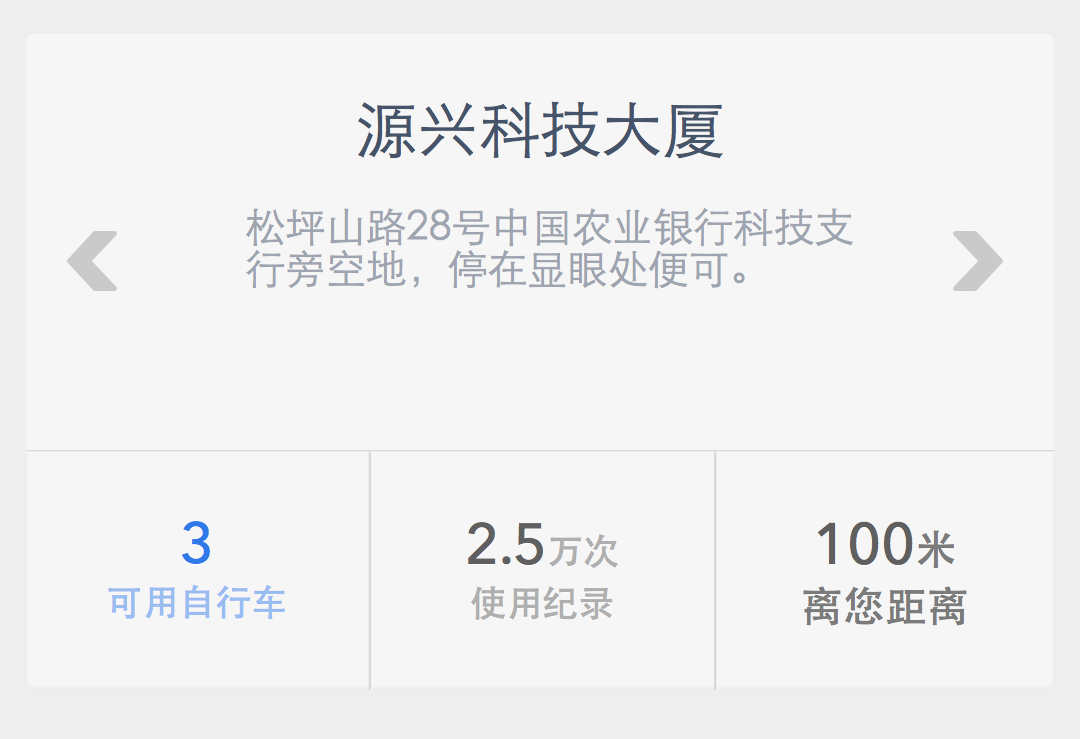 源兴科技大厦
松坪山路28号中国农业银行科技支
行旁空地，停在显眼处便可。
3
可用自行车
2.5万次
使用纪录
100米
离您距离